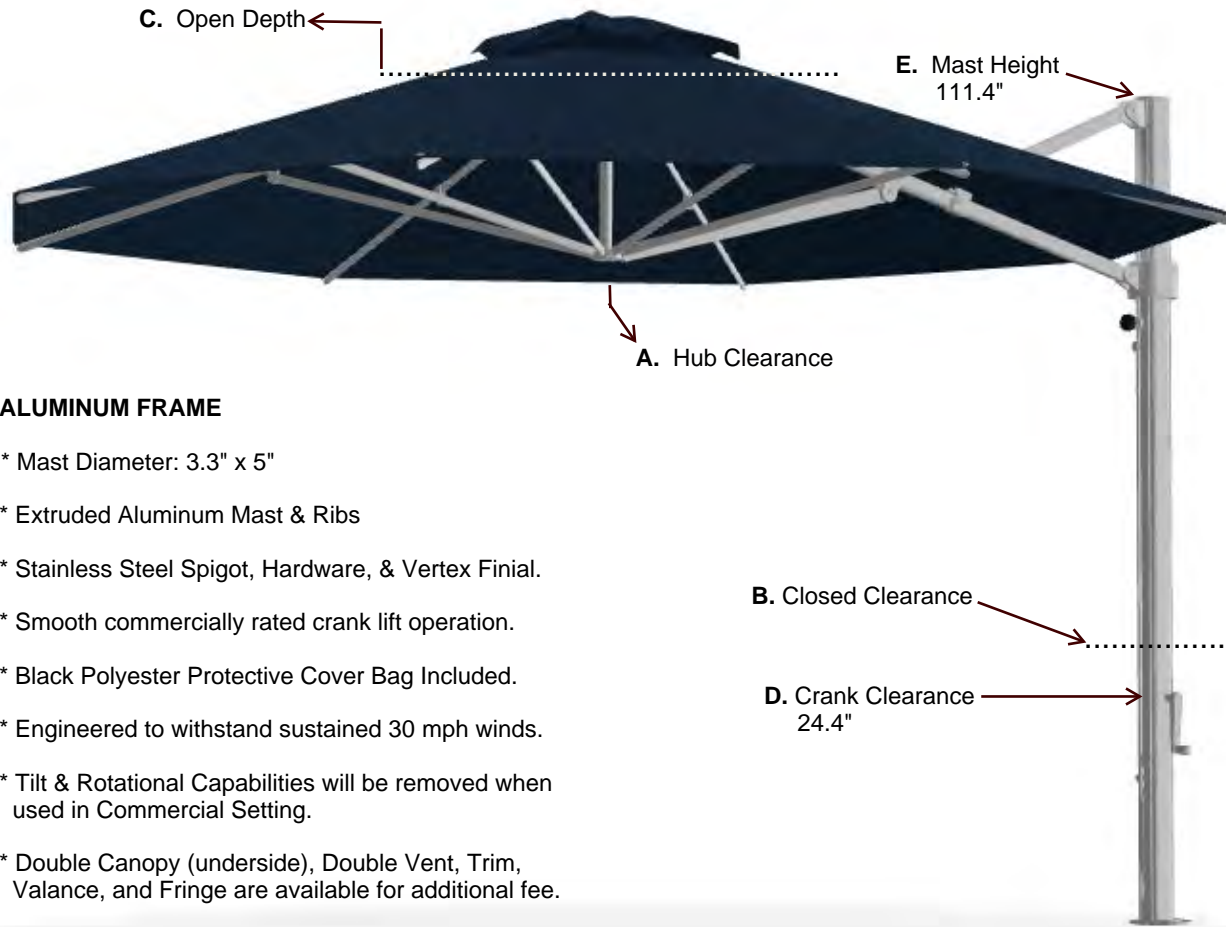 C. Open Depth
E. Mast Height
111.4"
A. Hub Clearance
ALUMINUM FRAME
* Mast Diameter: 3.3" x 5"
* Extruded Aluminum Mast & Ribs
* Stainless Steel Spigot, Hardware, & Vertex Finial.
* Smooth commercially rated crank lift operation.
* Black Polyester Protective Cover Bag Included.
* Engineered to withstand sustained 30 mph winds.
* Tilt & Rotational Capabilities will be removed when
used in Commercial Setting.
* Double Canopy (underside), Double Vent, Trim,
Valance, and Fringe are available for additional fee.
B. Closed Clearance
D. Crank Clearance
24.4"